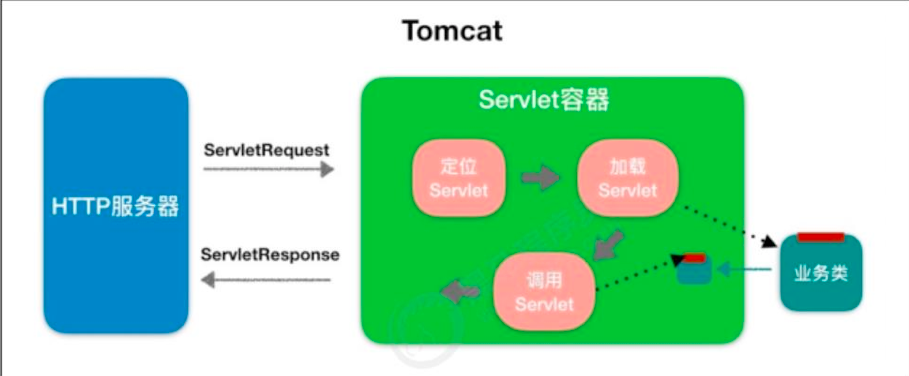 Tomcat
Servlet容器
ServletRequest
定位
Servlet
加载
Servlet
HTTP服务器
ServletResponse
调用
Servlet
业务类